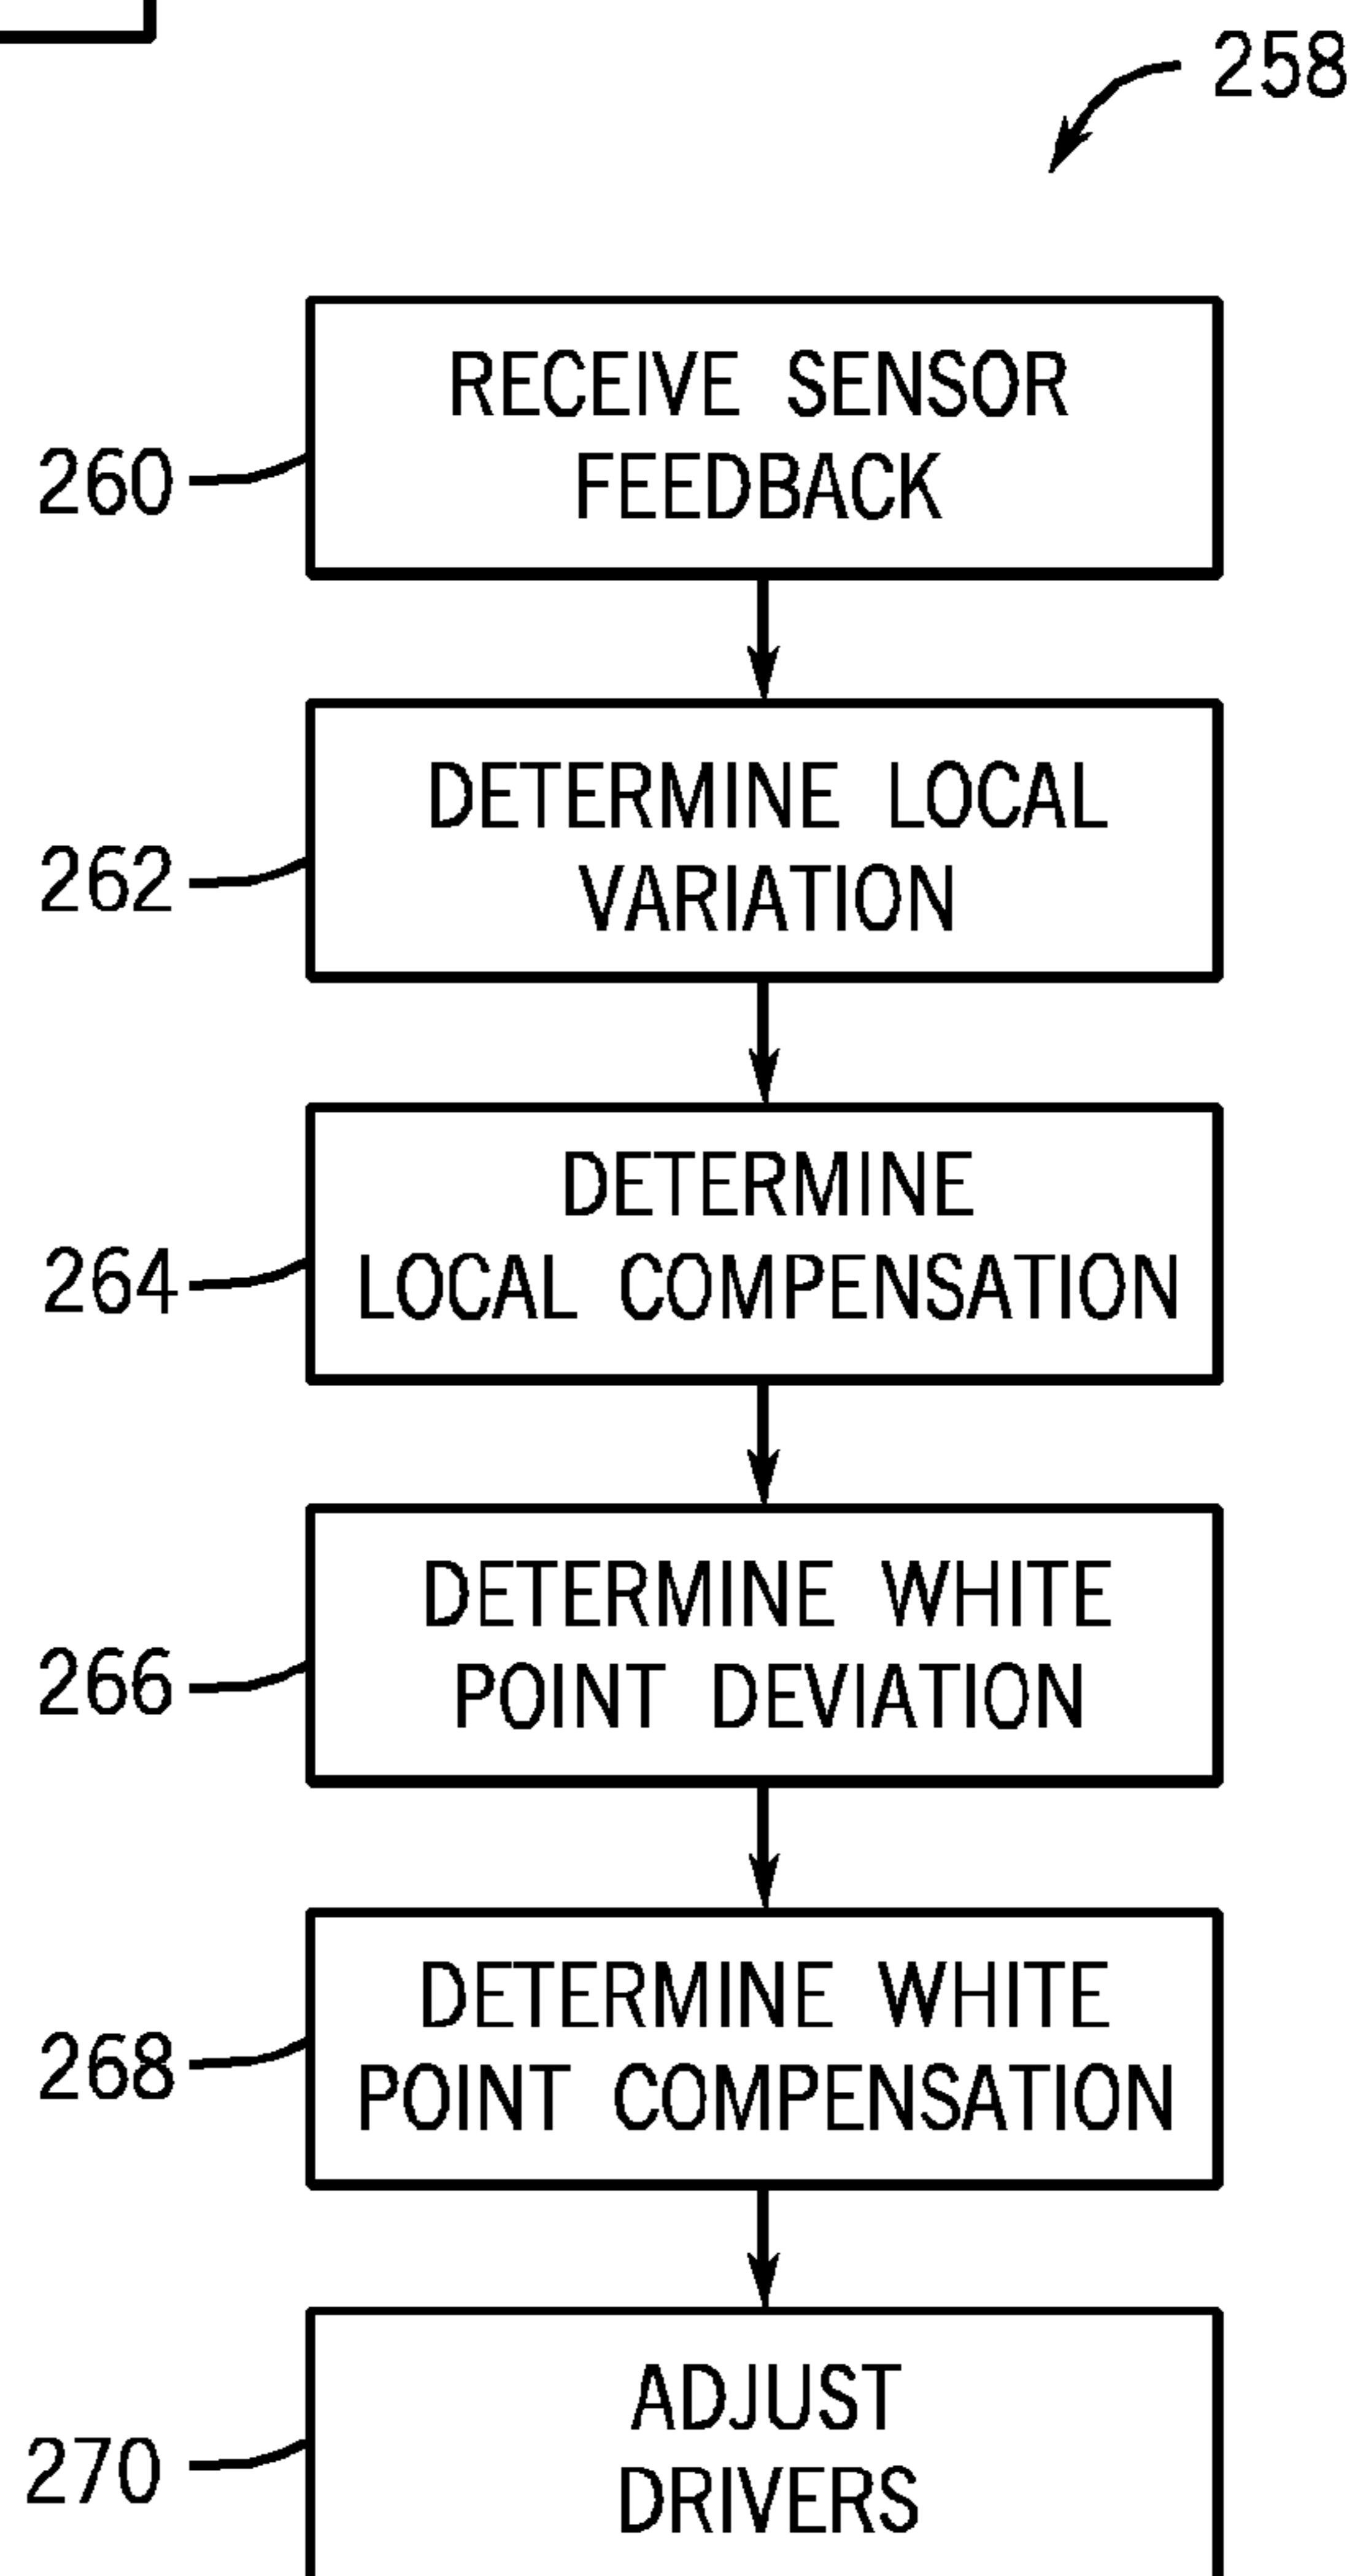 258
RECEIVE SENSOR
FEEDBACK
260
DETERMINE LOCAL
VARIATION
262
DETERMINE
LOCAL COMPENSATION
264
DETERMINE WHITE
POINT DEVIATION
266
DETERMINE WHITE
POINT COMPENSATION
268
ADJUST
DRIVERS
270